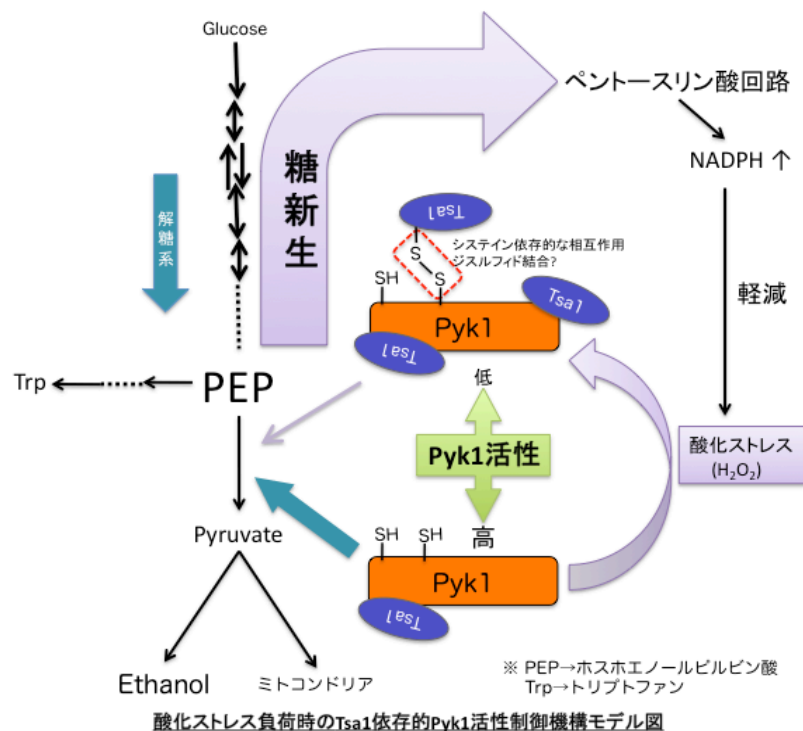 Glucose
ペントースリン酸回路
NADPH ↑
糖新生
解糖系
Tsa1
システイン依存的な相互作用
ジスルフィド結合?
S
S
SH
Tsa1
Pyk1
Tsa1
軽減
Trp
PEP
低
Pyk1活性
高
酸化ストレス
(H₂O₂)
Pyruvate
SH
SH
Pyk1
Tsa1
Ethanol
ミトコンドリア
※ PEP→ホスホエノールピルビン酸
Trp→トリプトファン
酸化ストレス負荷時のTsa1依存的Pyk1活性制御機構モデル図